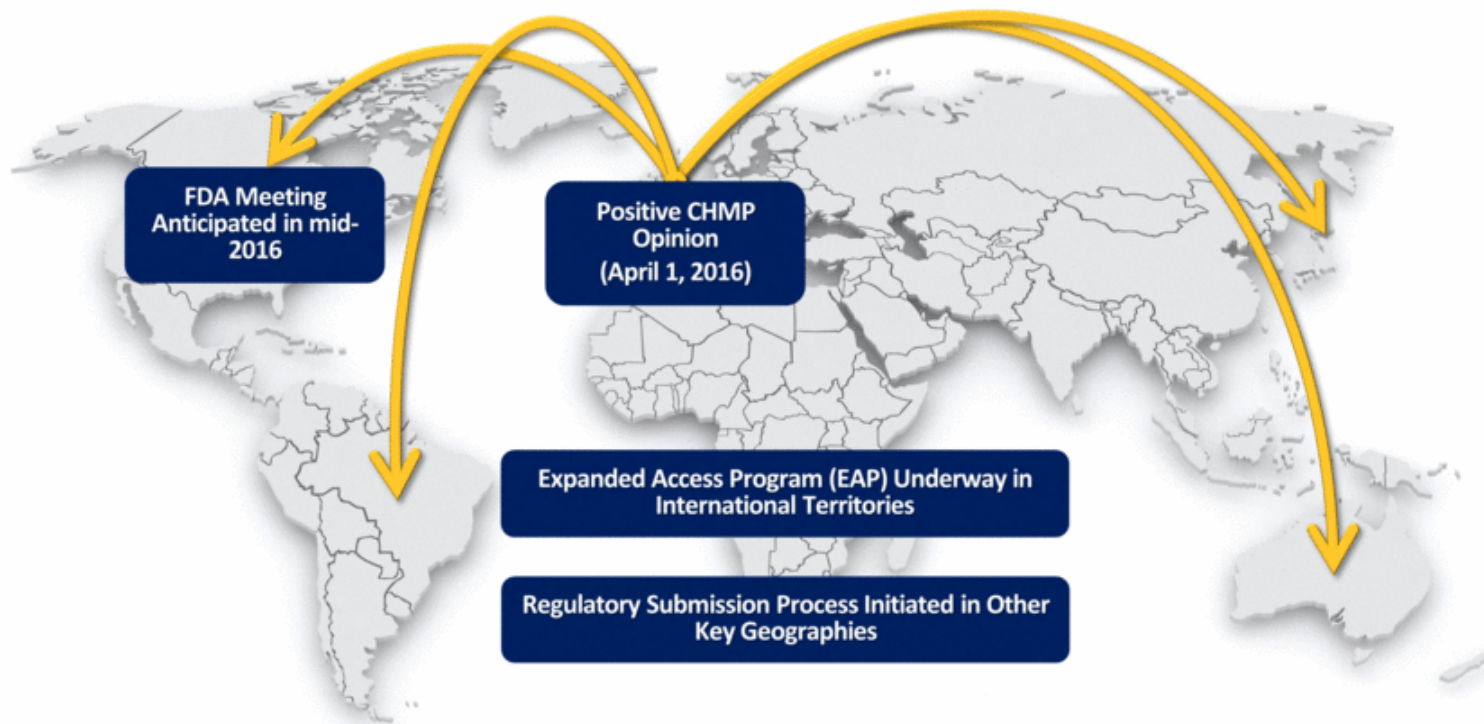 FDA Meeting
Anticipated in mid-
2016
Positive CHMP
Opinion
(April 1, 2016)
Expanded Access Program (EAP) Underway in
International Territories
Regulatory Submission Process Initiated in Other
Key Geographies